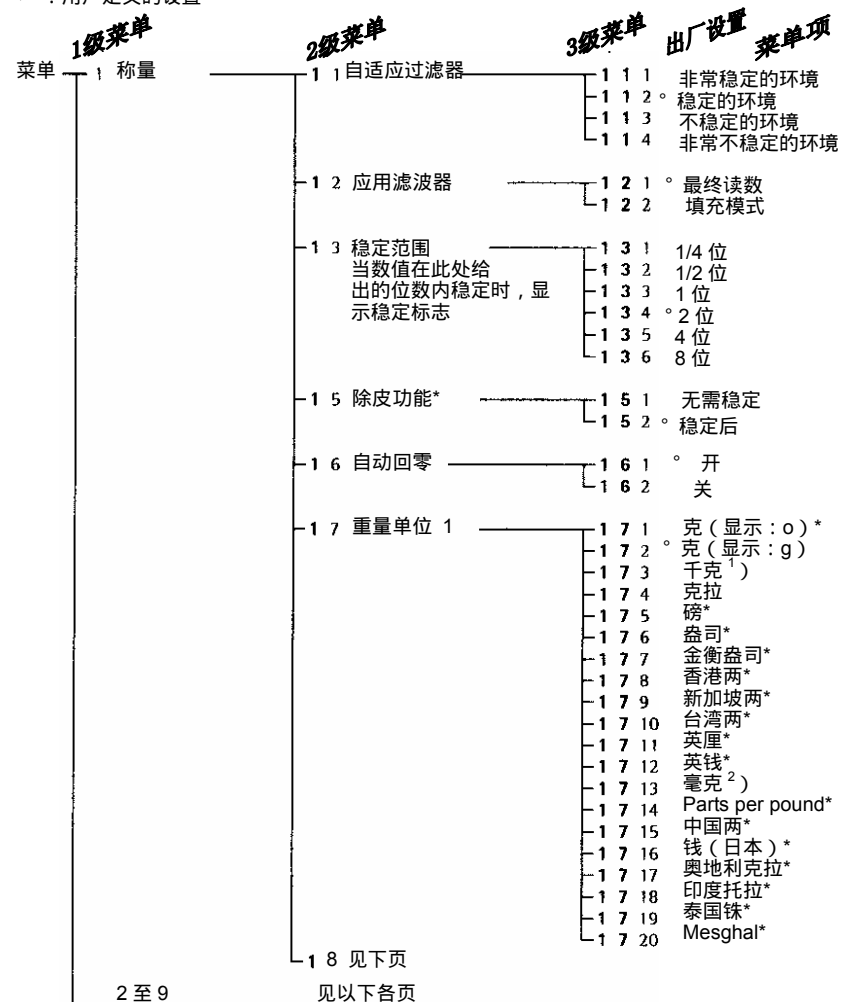 ：用户定义的设置
1级菜单 2级菜单 3级菜单 出厂设置 菜单项
菜单 1 称量 1 1 自适应过滤器 1 1 1 非常稳定的环境
1 1 2 ° 稳定的环境
1 1 3 不稳定的环境
1 1 4 非常不稳定的环境
1 2 应用滤波器 1 2 1 ° 最终读数
1 2 2 填充模式
1 3 稳定范围 1 3 1 1/4 位
当数值在此处给 1 3 2 1/2 位
出的位数内稳定时，显 1 3 3 1 位
示稳定标志 1 3 4 ° 2 位
1 3 5 4 位
1 3 6 8 位
1 5 除皮功能* 1 5 1 无需稳定
1 5 2 ° 稳定后
1 6 自动回零 1 6 1 ° 开
1 6 2 关
1 7 重量单位 1 1 7 1 克（显示：o）*
1 7 2 ° 克（显示：g）
1 7 3 千克 1）
1 7 4 克拉
1 7 5 磅*
1 7 6 盎司*
1 7 7 金衡盎司*
1 7 8 香港两*
1 7 9 新加坡两*
1 7 10 台湾两*
1 7 11 英厘*
1 7 12 英钱*
1 7 13 毫克 2）
1 7 14 Parts per pound*
1 7 15 中国两*
1 7 16 钱（日本）*
1 7 17 奥地利克拉*
1 7 18 印度托拉*
1 7 19 泰国铢*
1 7 20 Mesghal*
1 8 见下页
2 至 9 见以下各页